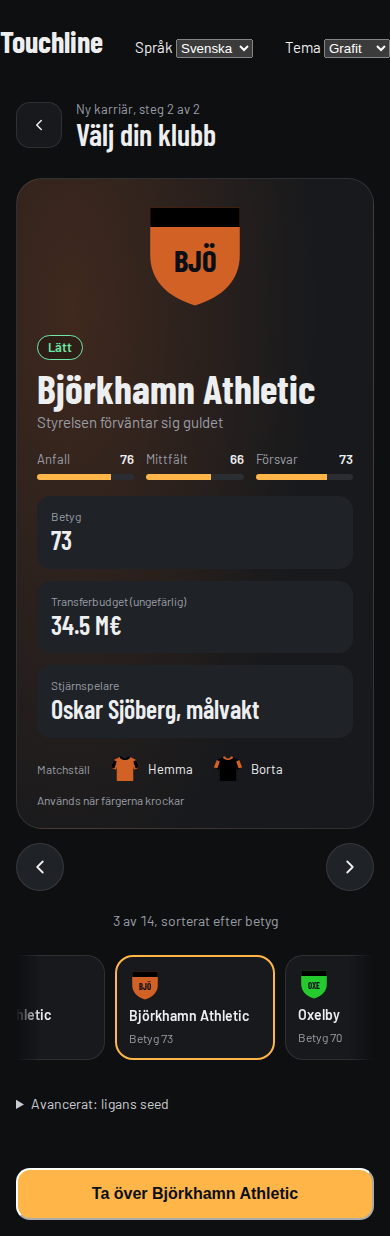 Touchline Språk Svenska Tema Grafit
Ny karriär, steg 2 av 2
Välj din klubb
BJÖ
Lätt
Björkhamn Athletic
Styrelsen förväntar sig guldet
Anfall 76 Mittfält 66 Försvar 73
Betyg
73
Transferbudget (ungefärlig)
34.5 M€
Stjärnspelare
Oskar Sjöberg, målvakt
Matchställ Hemma Borta
Används när färgerna krockar
3 av 14, sorterat efter betyg
BJÖ OXE
hletic Björkhamn Athletic Oxelby
Betyg 73 Betyg 70
Avancerat: ligans seed
Ta över Björkhamn Athletic